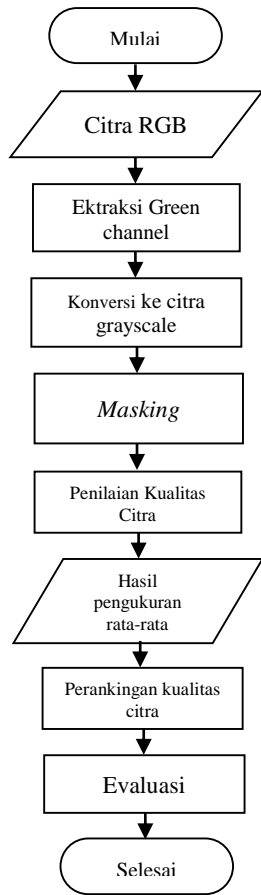 Mulai
Citra RGB
Ektraksi Green
channel
Konversi ke citra
grayscale
Masking
Penilaian Kualitas
Citra
Hasil
pengukuran
rata-rata
Perankingan kualitas
citra
Evaluasi
Selesai